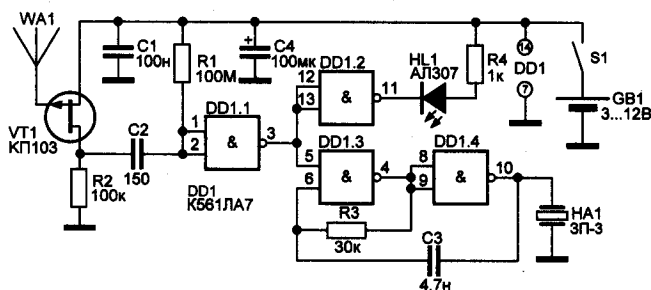 WA1
C1
100н
R1
100М
C4
+
100мк
DD1.2
12
13
&
11
HL1
АЛ307
R4
1к
14
DD1
7
S1
GB1
3...12В
VT1
КП103
C2
150
R2
100к
DD1.1
1
2
&
3
DD1
К561ЛА7
DD1.3
5
6
&
4
R3
30к
DD1.4
8
9
&
10
C3
4.7н
НА1
ЗП-3